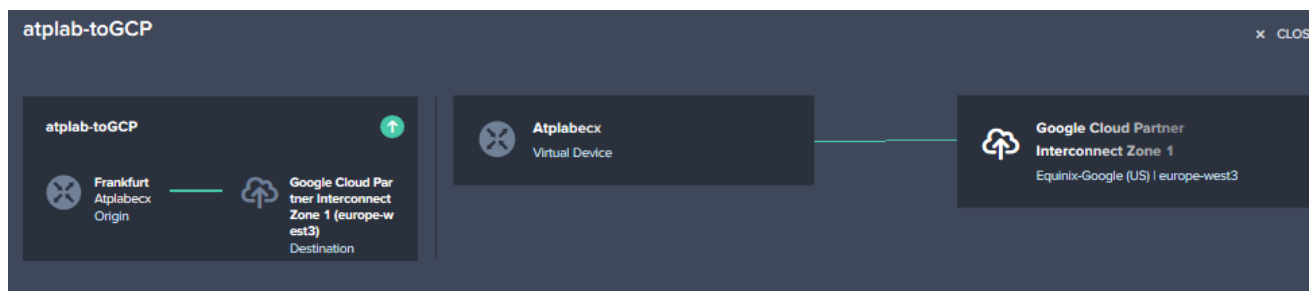 atplab-toGCP
× CLOS
atplab-toGCP
Frankfurt
Atplabecx
Origin
Google Cloud Par
tner Interconnect
Zone 1 (europe-w
est3)
Destination
Atplabecx
Virtual Device
Google Cloud Partner
Interconnect Zone 1
Equinix-Google (US) | europe-west3